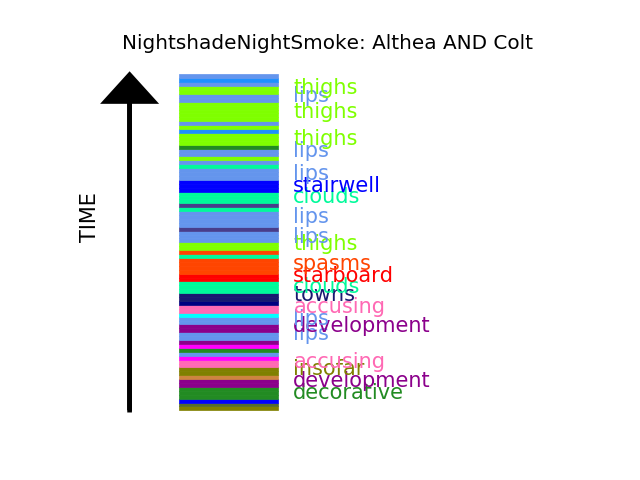 NightshadeNightSmoke: Althea AND Colt
TIME
thighs
lips
thighs
thighs
lips
lips
stairwell
clouds
lips
lips
thighs
spasms
starboard
clouds
towns
accusing
lips
development
lips
accusing
insofar
development
decorative